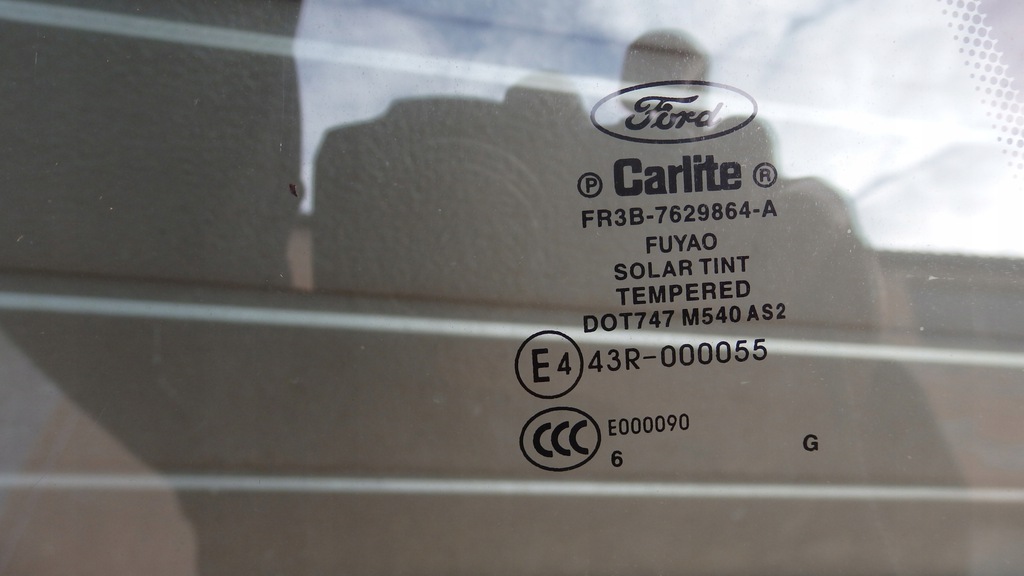 Ford
P Carlite ®
FR3B-7629864-A
FUYAO
SOLAR TINT
TEMPERED
DOT747 M540 AS2
E4 43R-000055
CCC E000090
6 G